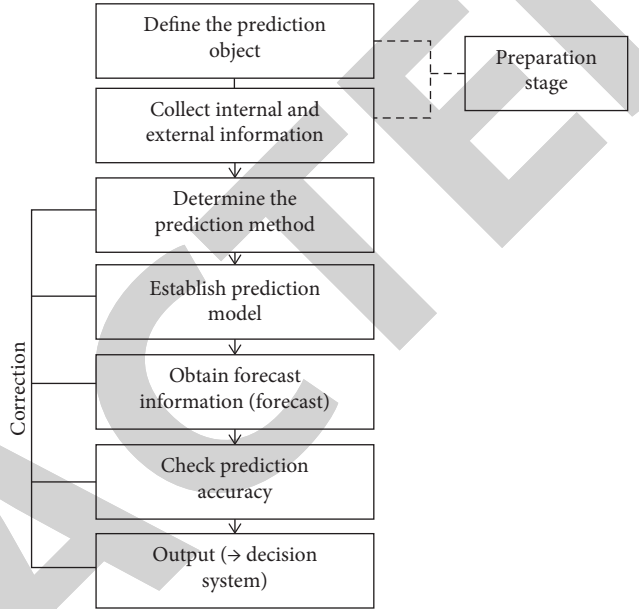 Define the prediction
object
Preparation
stage
Collect internal and
external information
Determine the
prediction method
Establish prediction
model
Obtain forecast
information (forecast)
Check prediction
accuracy
Output (→ decision
system)
Correction
ACTE